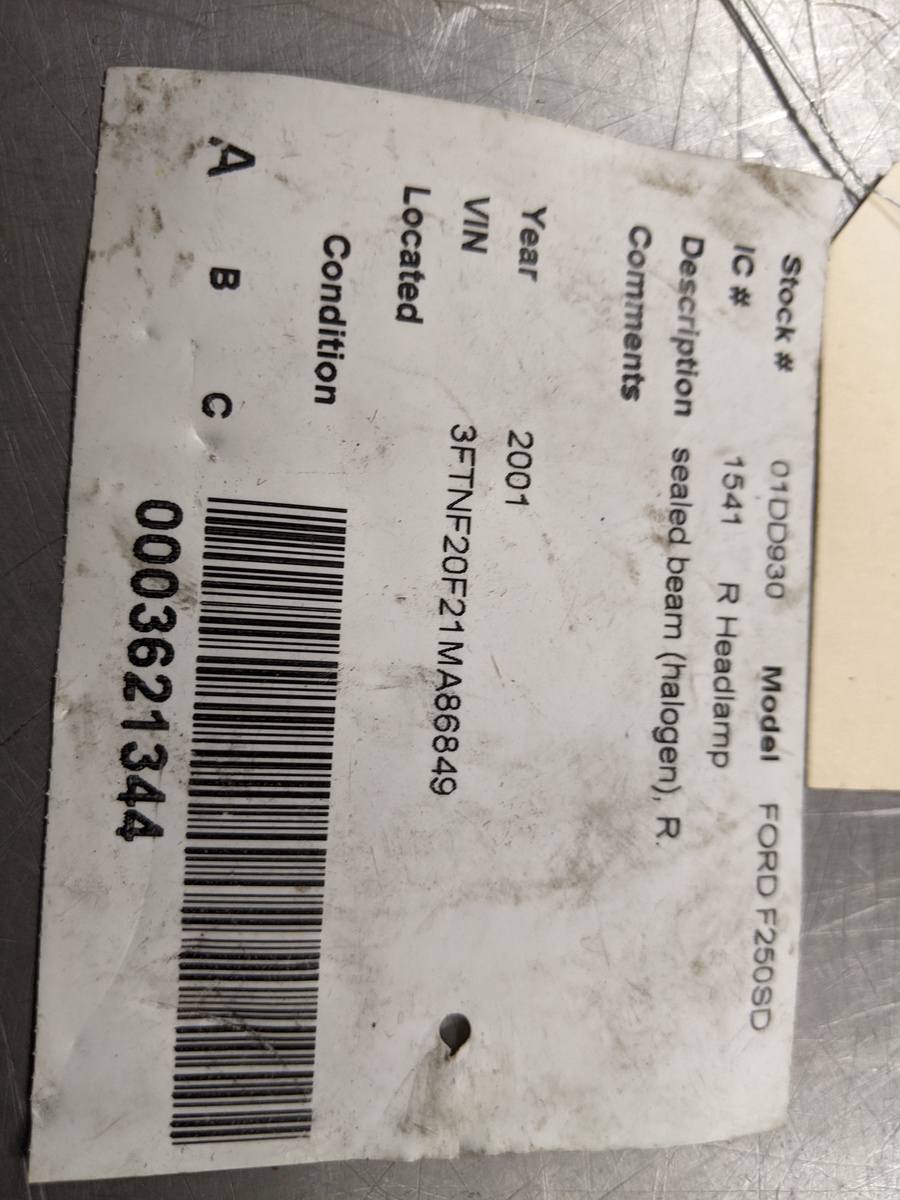 Stock # 01DD930 Model FORD F250SD
IC # 1541 R Headlamp
Description sealed beam (halogen), R.
Comments
Year 2001
VIN 3FTNF20F21MA86849
Located
Condition
A B C
0003621344